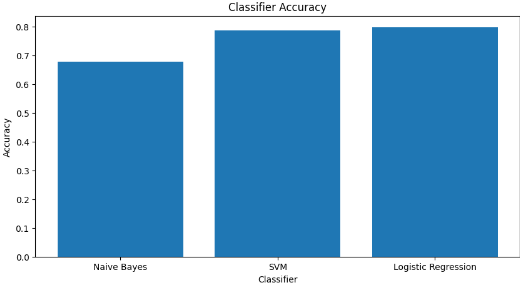 Classifier Accuracy
0.8
0.7
0.6
0.5
0.4
0.3
0.2
0.1
0.0
Accuracy
Naive Bayes SVM Logistic Regression
Classifier